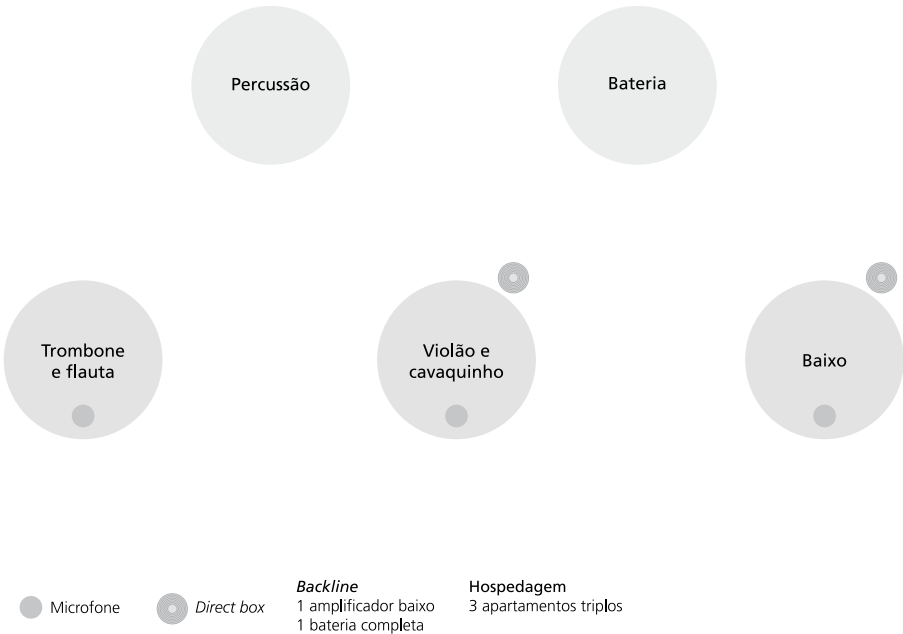 Percussão
Bateria
Trombone
e flauta
Violão e
cavaquinho
Baixo
Microfone
Direct box
Backline
1 amplificador baixo
1 bateria completa
Hospedagem
3 apartamentos triplos